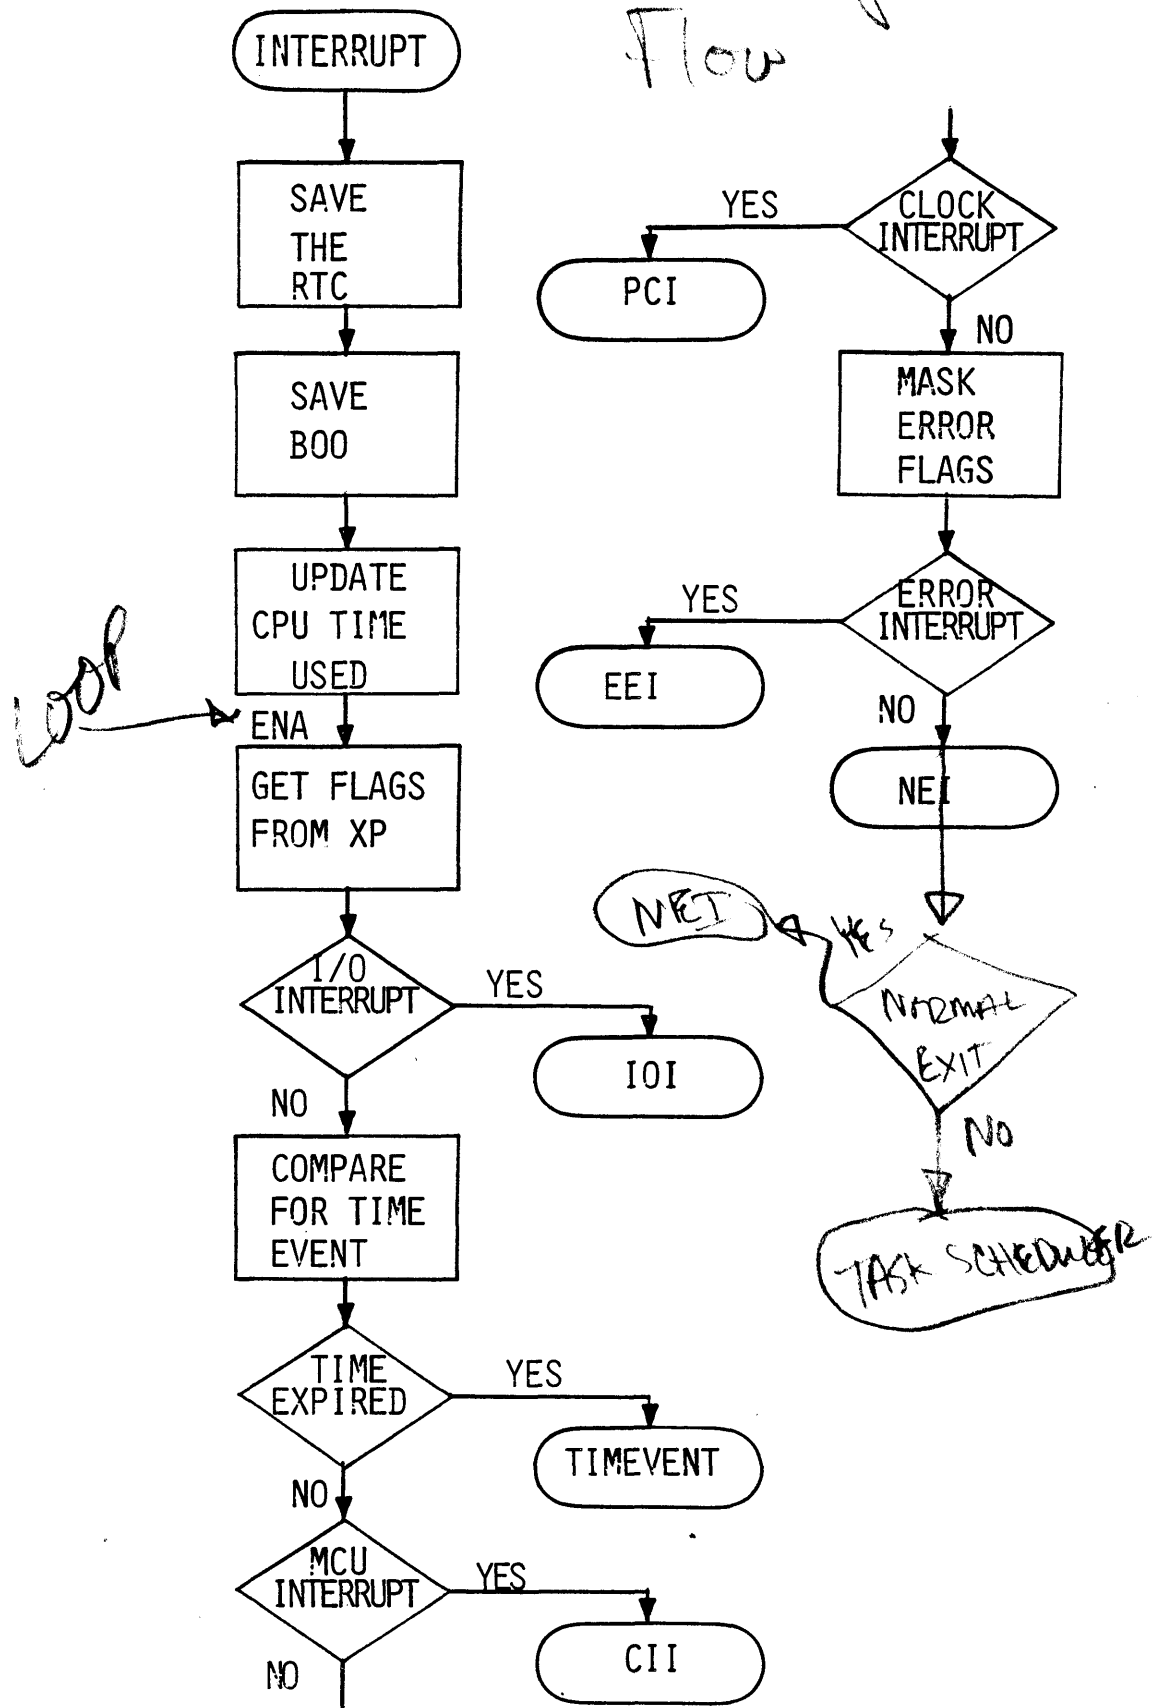 Flow
INTERRUPT
SAVE
THE
RTC
SAVE
B00
UPDATE
CPU TIME
USED
LOOP
ENA
GET FLAGS
FROM XP
I/O
INTERRUPT
YES
IOI
NO
COMPARE
FOR TIME
EVENT
TIME
EXPIRED
YES
TIMEVENT
NO
MCU
INTERRUPT
YES
CII
NO
CLOCK
INTERRUPT
YES
PCI
NO
MASK
ERROR
FLAGS
ERROR
INTERRUPT
YES
EEI
NO
NEI
NEI
YES
NORMAL
EXIT
NO
TASK SCHEDULER